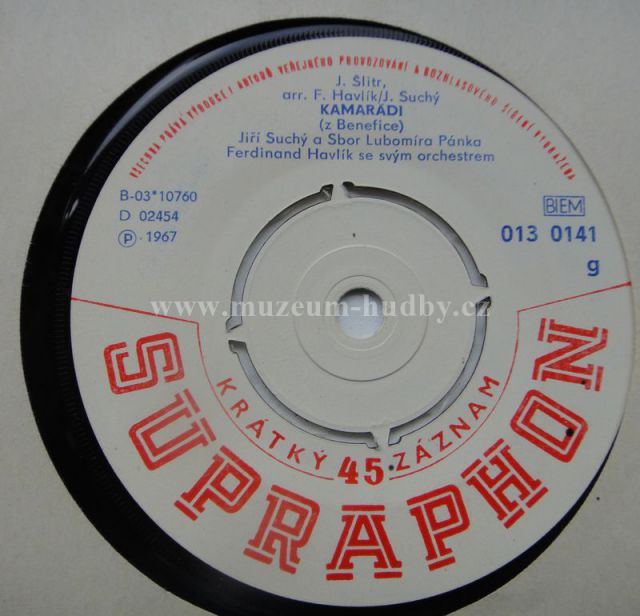 VŠECHNA PRÁVA VÝROBCE I AUTORŮ VEŘEJNÉHO PROVOZOVÁNÍ A ROZHLASOVÉHO ŠÍŘENÍ VYHRAŽENA
J. Šlitr,
arr. F. Havlík/J. Suchý
KAMARÁDI
(z Benefice)
Jiří Suchý a Sbor Lubomíra Pánka
Ferdinand Havlík se svým orchestrem
B-03*10760
D 02454
Ⓟ · 1967
BIEM
013 0141
g
www.muzeum-hudby.cz
KRÁTKÝ 45 ZÁZNAM
SUPRAPHON